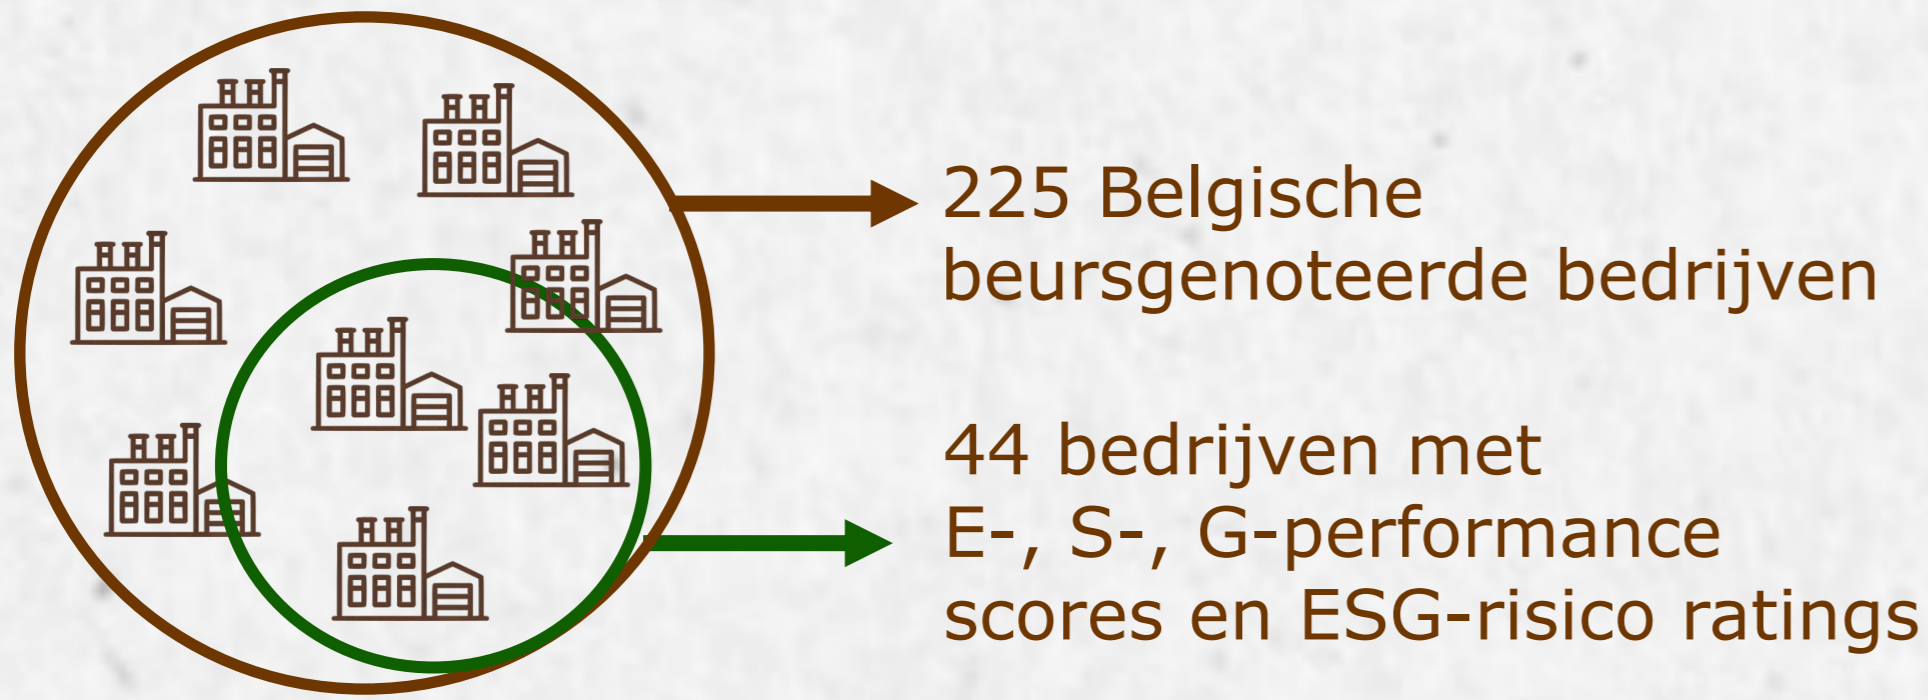 225 Belgische
beursgenoteerde bedrijven
44 bedrijven met
E-, S-, G-performance
scores en ESG-risico ratings